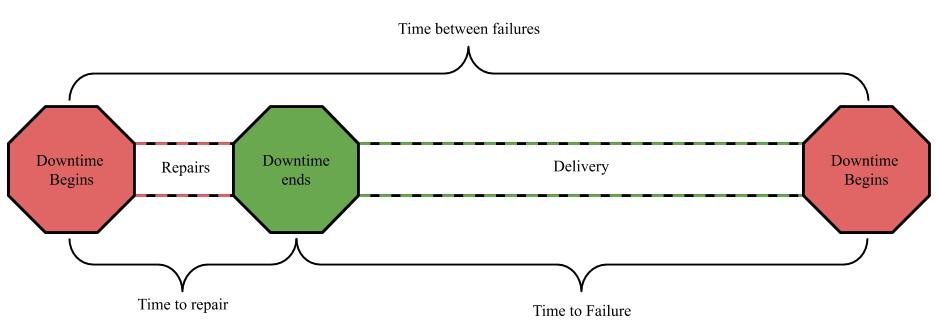 Time between failures
Downtime
Begins
Repairs
Downtime
ends
Delivery
Downtime
Begins
Time to repair
Time to Failure